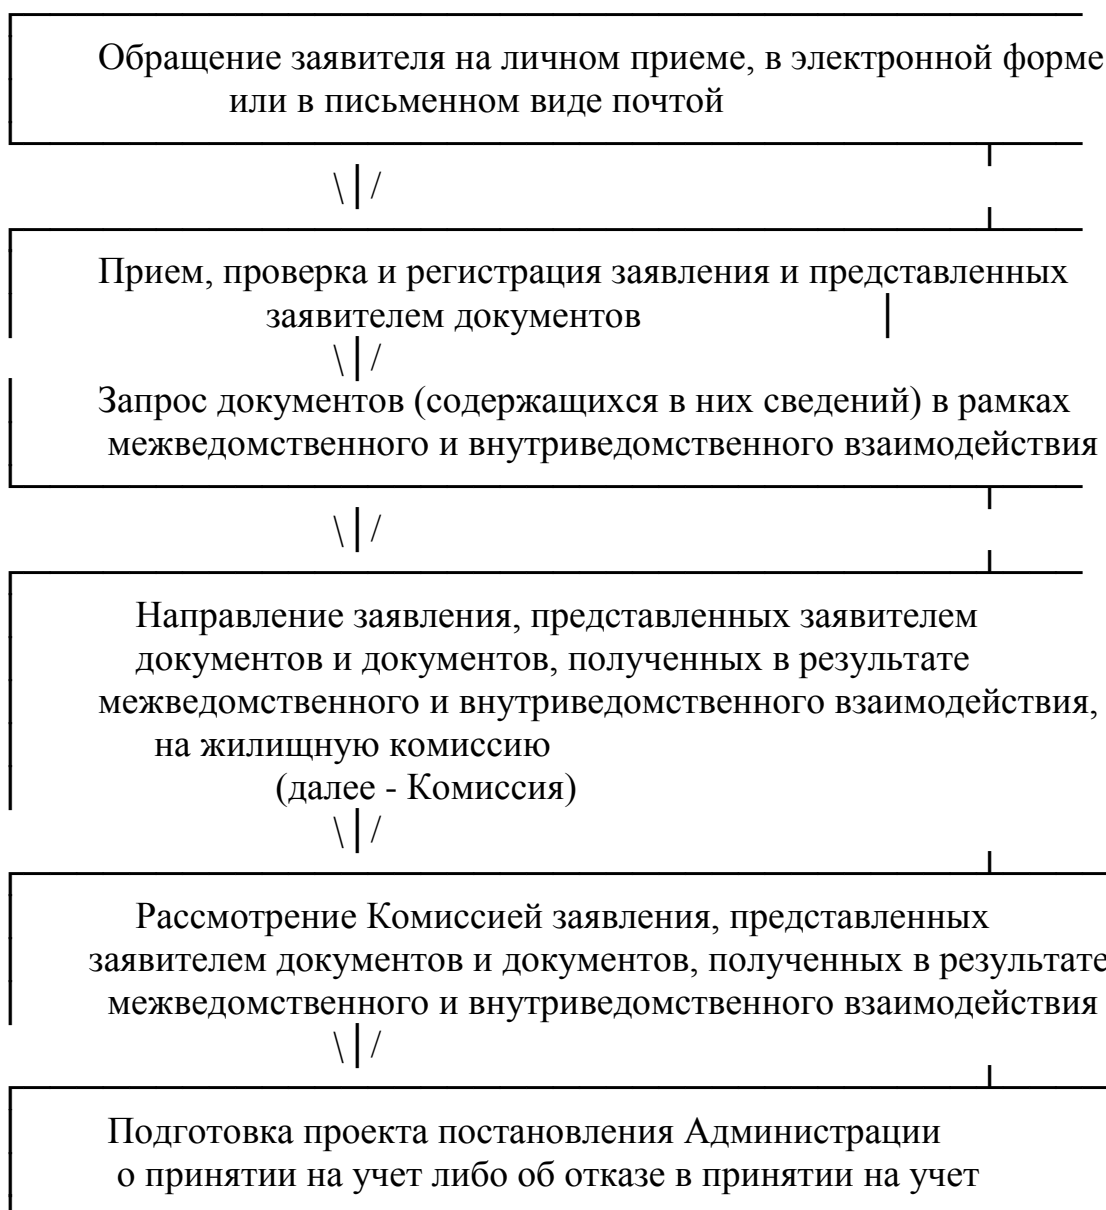 Обращение заявителя на личном приеме, в электронной форме
или в письменном виде почтой
Прием, проверка и регистрация заявления и представленных
заявителем документов
Запрос документов (содержащихся в них сведений) в рамках
межведомственного и внутриведомственного взаимодействия
Направление заявления, представленных заявителем
документов и документов, полученных в результате
межведомственного и внутриведомственного взаимодействия,
на жилищную комиссию
(далее - Комиссия)
Рассмотрение Комиссией заявления, представленных
заявителем документов и документов, полученных в результате
межведомственного и внутриведомственного взаимодействия
Подготовка проекта постановления Администрации
о принятии на учет либо об отказе в принятии на учет